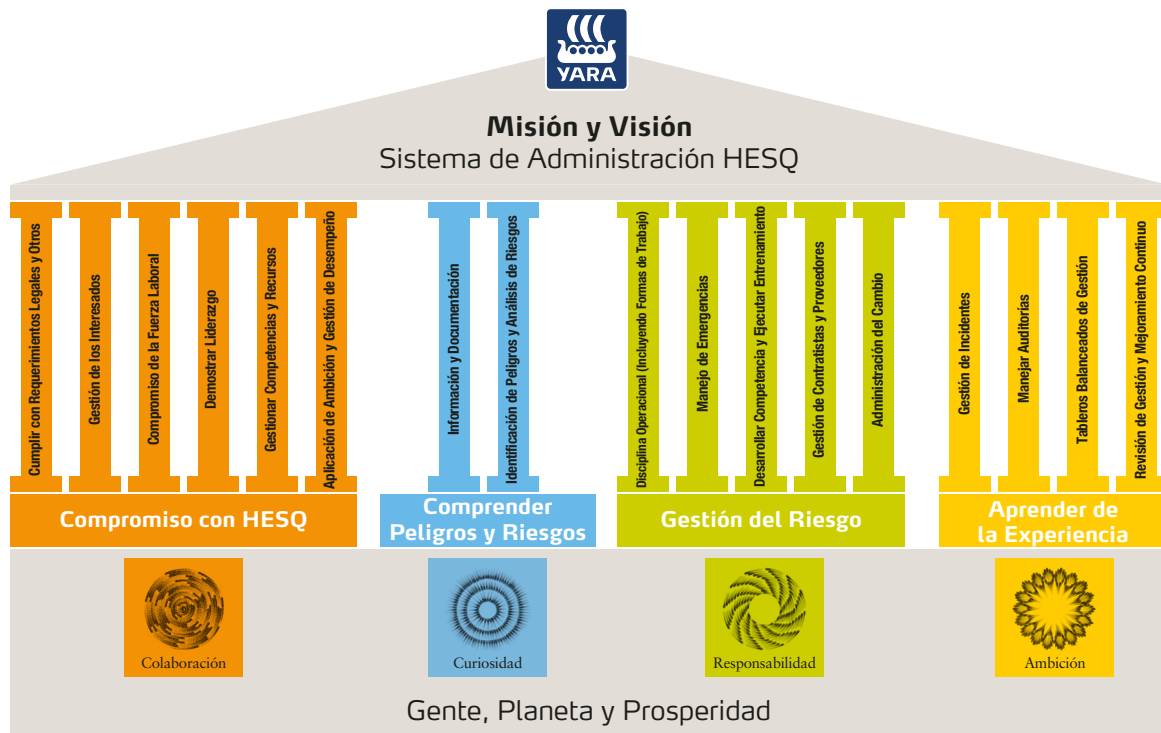 YARA
Misión y Visión
Sistema de Administración HESQ
Cumplir con Requerimientos Legales y Otros
Gestión de los Interesados
Compromiso de la Fuerza Laboral
Demostrar Liderazgo
Gestionar Competencias y Recursos
Aplicación de Ambición y Gestión de Desempeño
Información y Documentación
Identificación de Peligros y Análisis de Riesgos
Disciplina Operacional (Incluyendo Formas de Trabajo)
Manejo de Emergencias
Desarrollar Competencia y Ejecutar Entrenamiento
Gestión de Contratistas y Proveedores
Administración del Cambio
Gestión de Incidentes
Manejar Auditorías
Tableros Balanceados de Gestión
Revisión de Gestión y Mejoramiento Continuo
Compromiso con HESQ
Comprender
Peligros y Riesgos
Gestión del Riesgo
Aprender de
la Experiencia
Colaboración
Curiosidad
Responsabilidad
Ambición
Gente, Planeta y Prosperidad